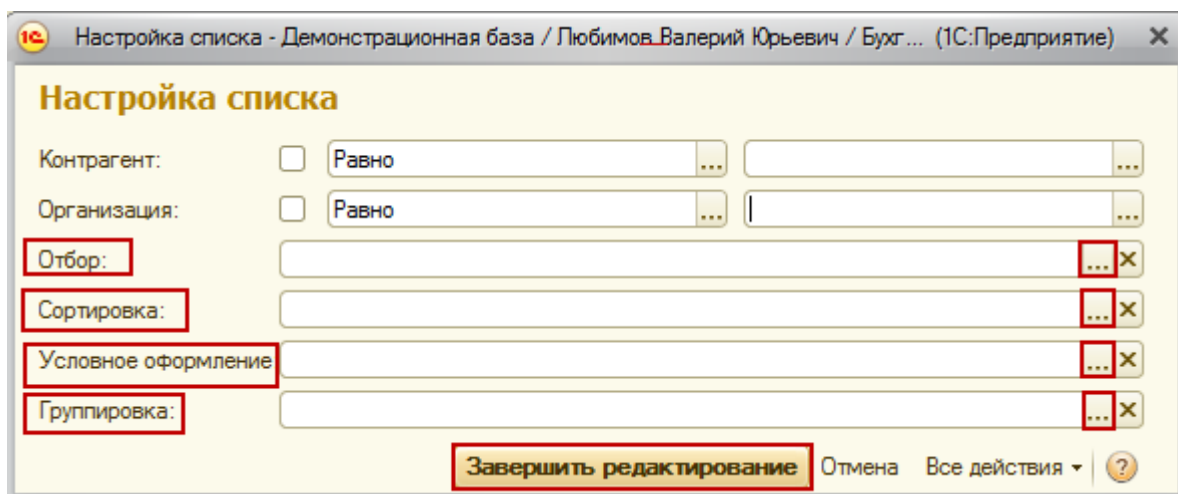 1С Настройка списка - Демонстрационная база / Любимов Валерий Юрьевич / Бухг... (1С:Предприятие) ×
Настройка списка
Контрагент: Равно ... ...
Организация: Равно ... ...
Отбор: ... ×
Сортировка: ... ×
Условное оформление ... ×
Группировка: ... ×
Завершить редактирование Отмена Все действия ?